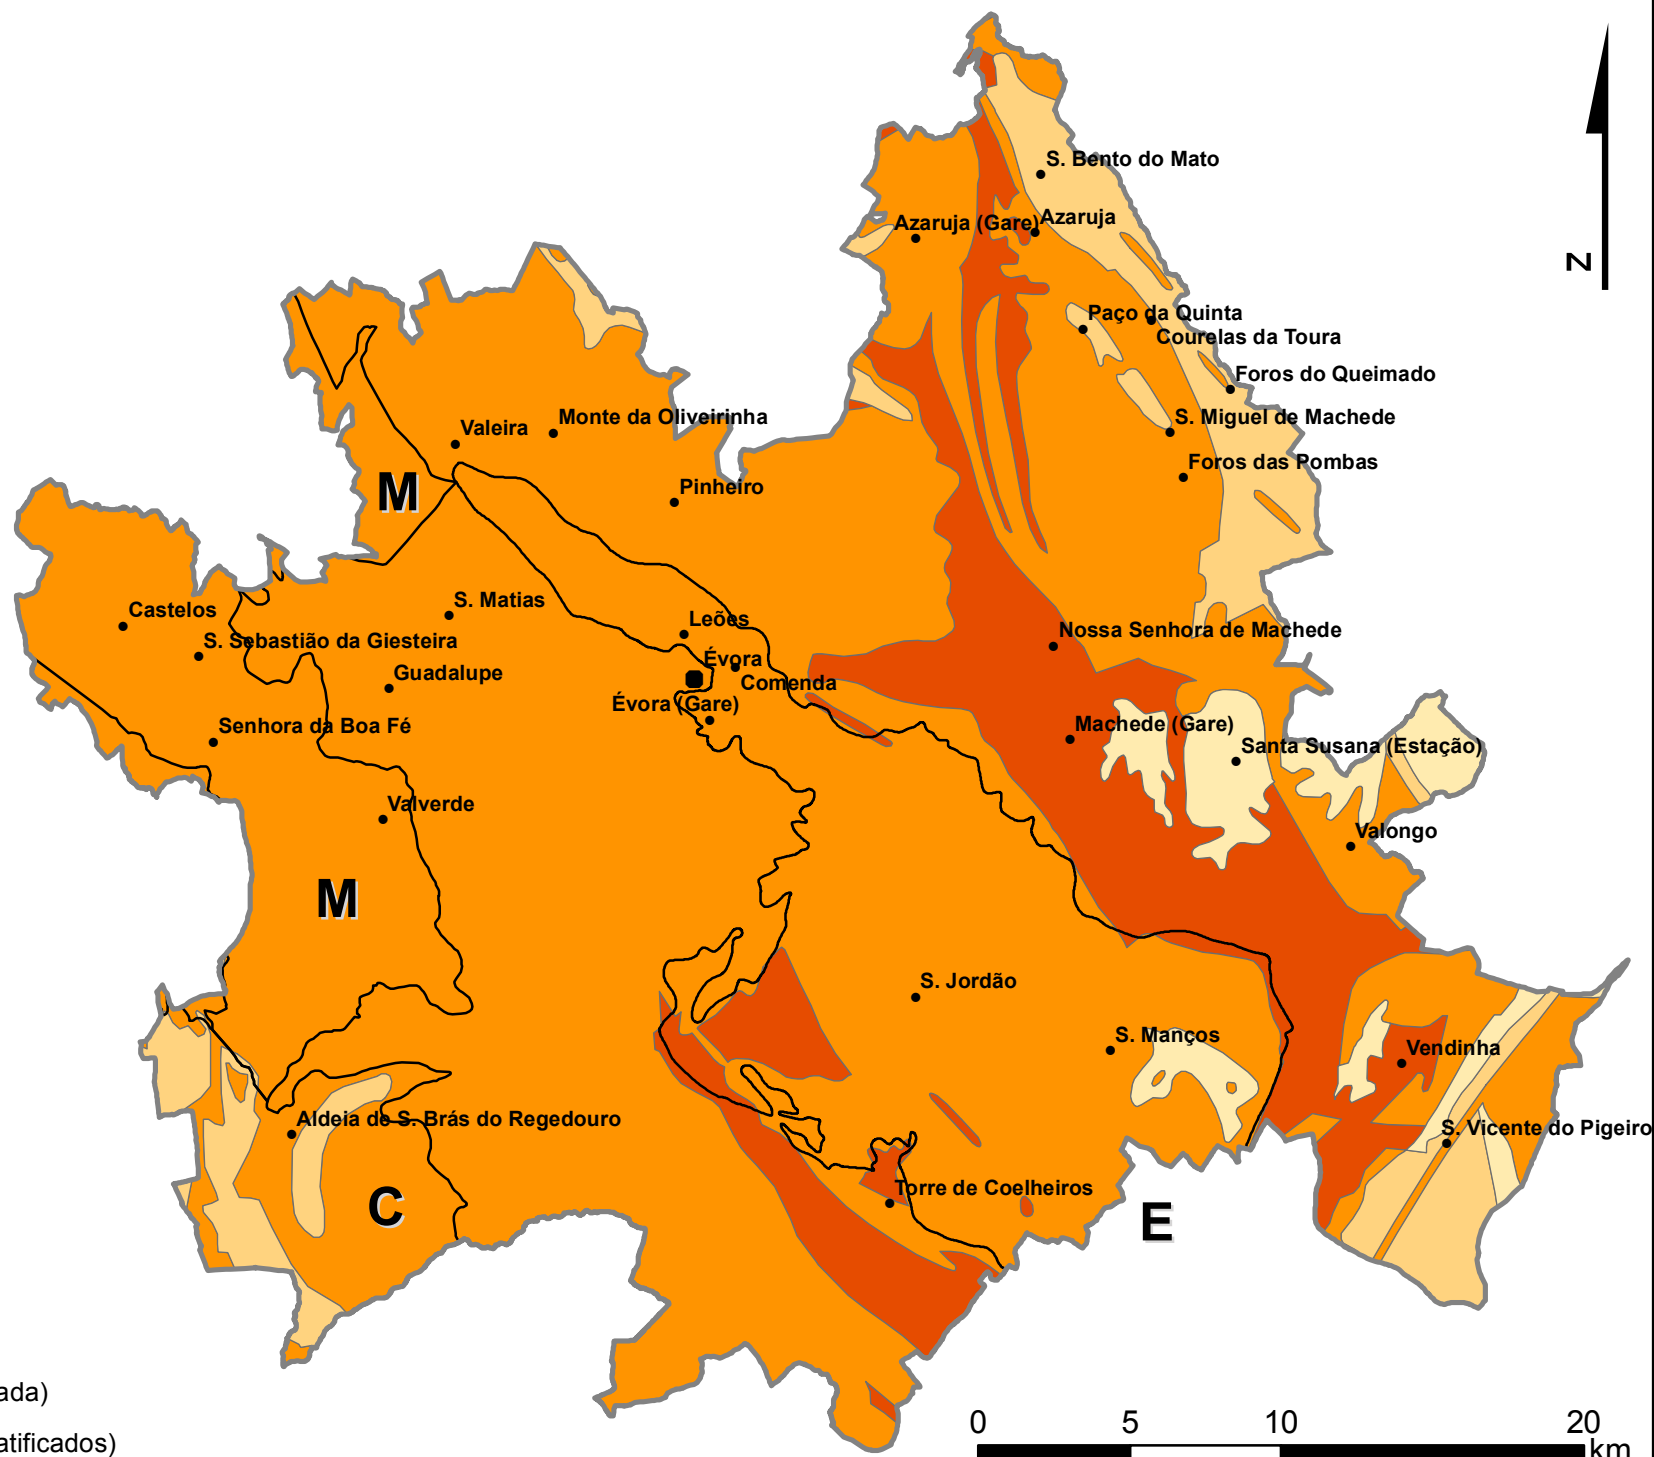 S. Bento do Mato
Azaruja (Gare)
Azaruja
N
Paço da Quinta
Courelas da Toura
Foros do Queimado
Valeira
Monte da Oliveirinha
S. Miguel de Machede
Foros das Pombas
M
Pinheiro
Castelos
S. Matias
Leões
S. Sebastião da Giesteira
Nossa Senhora de Machede
Évora
Guadalupe
Comenda
Évora (Gare)
Senhora da Boa Fé
Machede (Gare)
Santa Susana (Estação)
Valverde
Valongo
M
S. Jordão
S. Manços
Vendinha
Aldeia de S. Brás do Regedouro
S. Vicente do Pigeiro
Torre de Coelheiros
C
E
ada)
atificados)
0 5 10 20
km